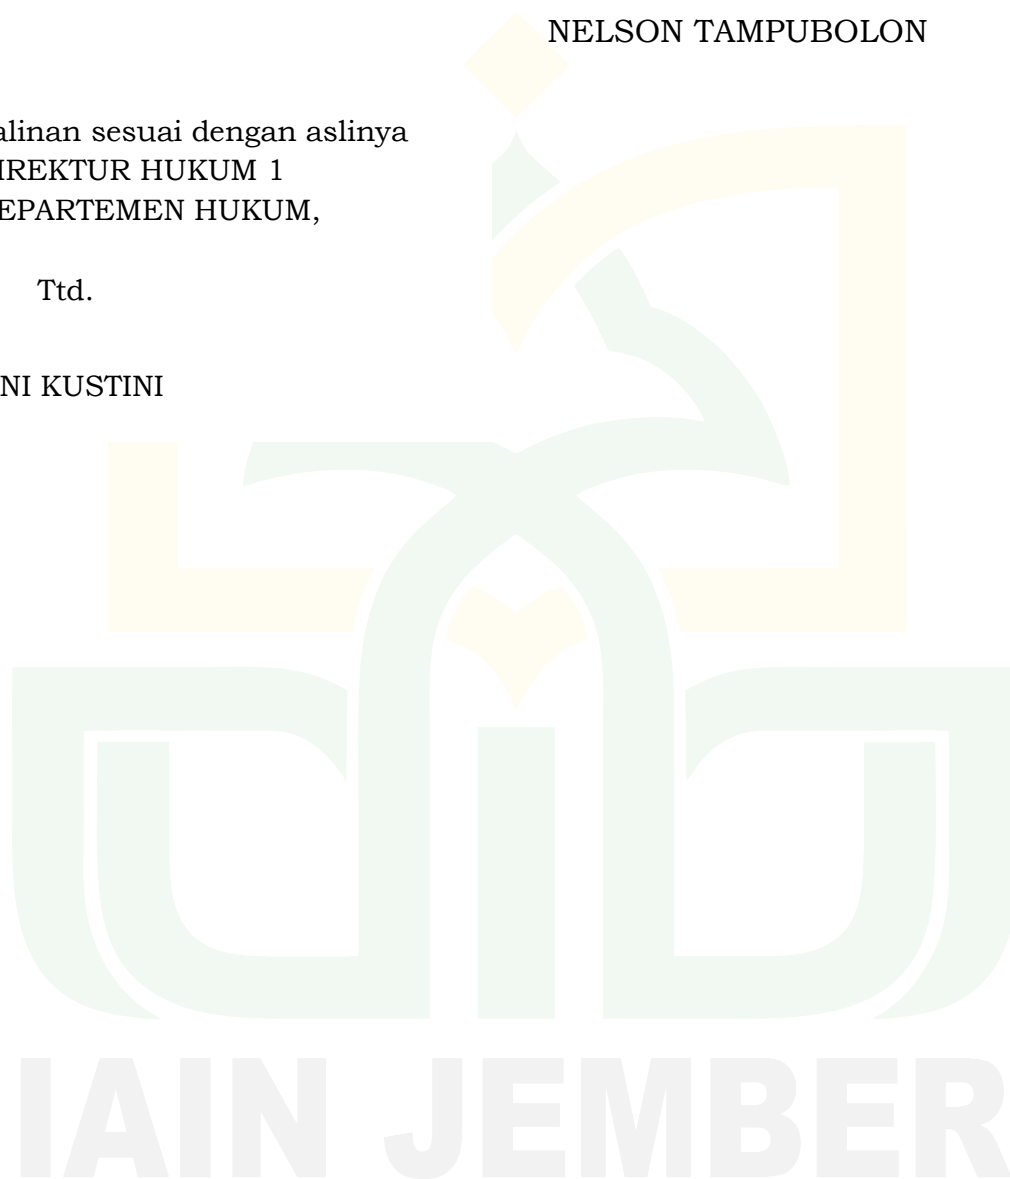 NELSON TAMPUBOLON
alinan sesuai dengan aslinya
IREKTUR HUKUM 1
EPARTEMEN HUKUM,
Ttd.
NI KUSTINI
IAIN JEMBER